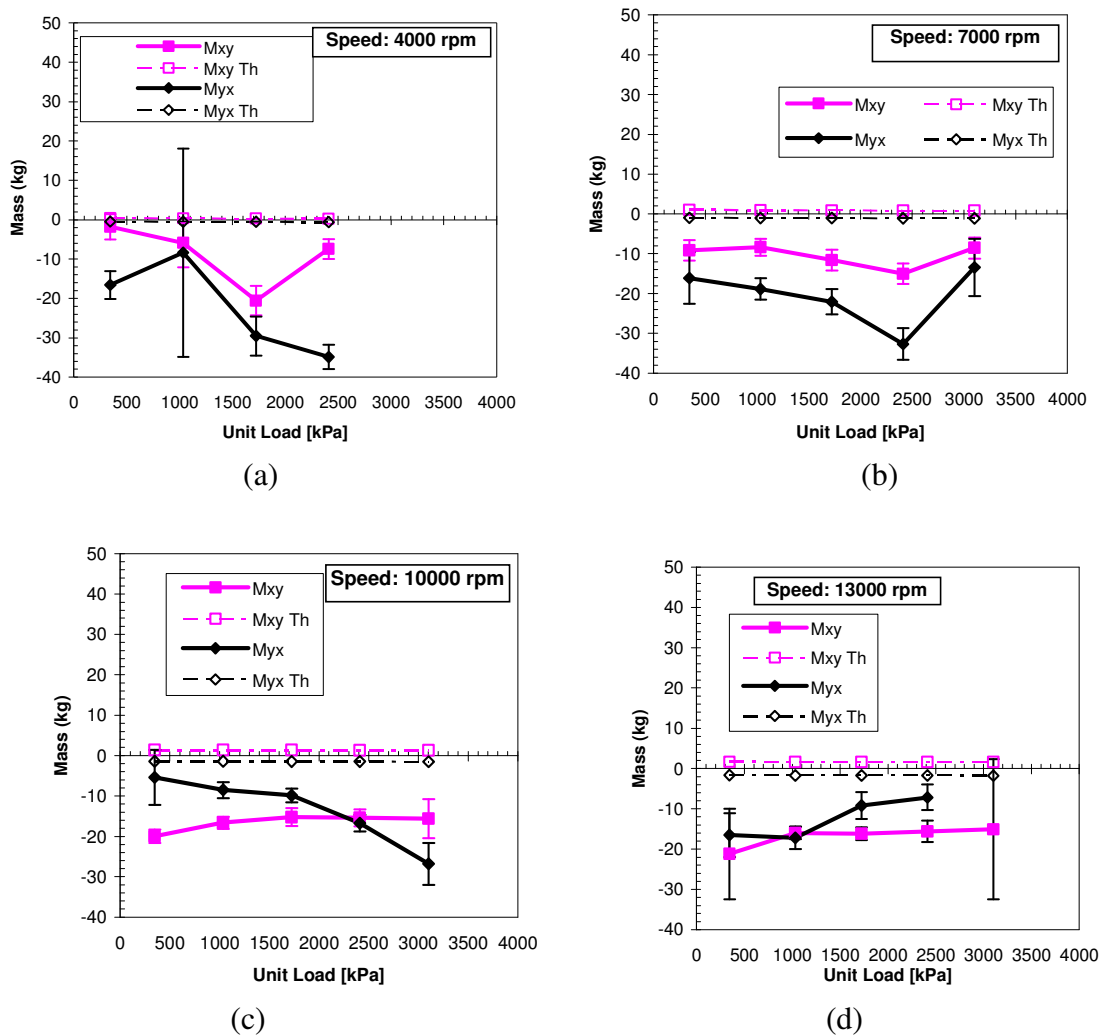 50
40
30
20
10
0
-10
-20
-30
-40
Mass (kg)
Speed: 4000 rpm
Mxy
Mxy Th
Myx
Myx Th
0 500 1000 1500 2000 2500 3000 3500 4000
Unit Load [kPa]
(a)
50
40
30
20
10
0
-10
-20
-30
-40
Mass (kg)
Speed: 7000 rpm
Mxy Mxy Th
Myx Myx Th
0 500 1000 1500 2000 2500 3000 3500 4000
Unit Load [kPa]
(b)
50
40
30
20
10
0
-10
-20
-30
-40
Mass (kg)
Speed: 10000 rpm
Mxy
Mxy Th
Myx
Myx Th
0 500 1000 1500 2000 2500 3000 3500 4000
Unit Load [kPa]
(c)
50
40
30
20
10
0
-10
-20
-30
-40
Mass (kg)
Speed: 13000 rpm
Mxy
Mxy Th
Myx
Myx Th
0 500 1000 1500 2000 2500 3000 3500 4000
Unit Load [kPa]
(d)